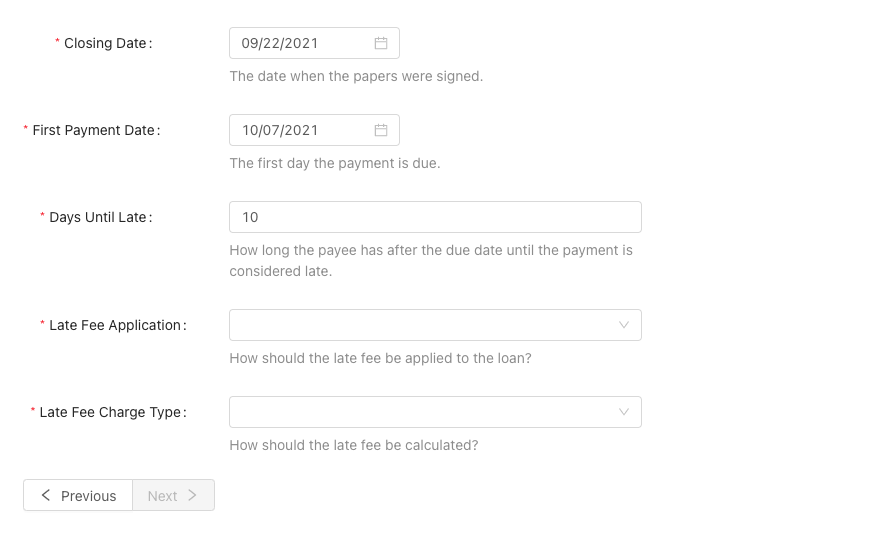 * Closing Date:
09/22/2021
The date when the papers were signed.
* First Payment Date:
10/07/2021
The first day the payment is due.
* Days Until Late:
10
How long the payee has after the due date until the payment is
considered late.
* Late Fee Application:
How should the late fee be applied to the loan?
* Late Fee Charge Type:
How should the late fee be calculated?
Previous
Next